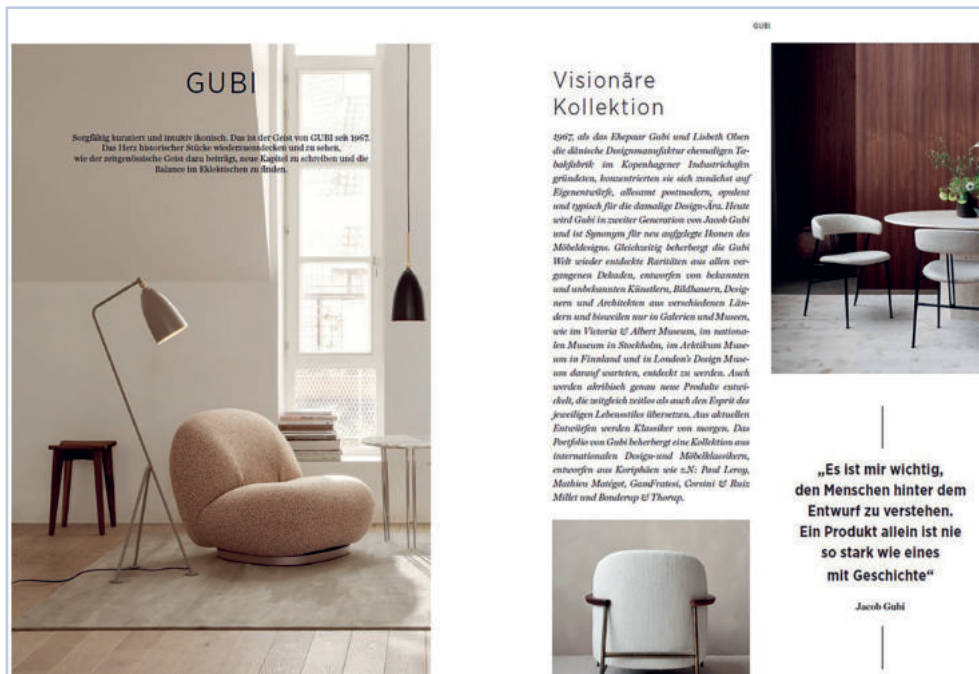 GUBI
GUBI
Sorgfältig kuratiert und intuitiv ikonisch. Das ist der Geist von GUBI seit 1967.
Das Herz historischer Stücke wiederzuentdecken und zu sehen,
wie der zeitgenössische Geist dazu beiträgt, neue Kapitel zu schreiben und die
Balance im Eklektischen zu finden.
Visionäre
Kollektion
1967, als das Ehepaar Gubi und Lisbeth Olsen
die dänische Designmanufaktur ehemaligen Ta-
bakfabrik im Kopenhagener Industriehafen
gründeten, konzentrierten sie sich zunächst auf
Eigenentwürfe, allesamt postmodern, opulent
und typisch für die damalige Design-Ära. Heute
wird Gubi in zweiter Generation von Jacob Gubi
und ist Synonym für neu aufgelegte Ikonen des
Möbeldesigns. Gleichzeitig beherbergt die Gubi
Welt wieder entdeckte Raritäten aus allen ver-
gangenen Dekaden, entworfen von bekannten
und unbekannten Künstlern, Bildhauern, Desig-
nern und Architekten aus verschiedenen Län-
dern und bisweilen nur in Galerien und Museen,
wie im Victoria & Albert Museum, im nationa-
len Museum in Stockholm, im Arktikum Muse-
um in Finnland und in London's Design Muse-
um darauf warteten, entdeckt zu werden. Auch
werden akribisch genau neue Produkte entwi-
ckelt, die zeitgleich zeitlos als auch den Esprit des
jeweiligen Lebensstiles übersetzen. Aus aktuellen
Entwürfen werden Klassiker von morgen. Das
Portfolio von Gubi beherbergt eine Kollektion aus
internationalen Design-und Möbelklassikern,
entworfen aus Koriphäen wie z.N: Paul Leroy,
Mathieu Matégot, GamFratesi, Corsini & Ruiz
Millet und Bonderup & Thorup.
„Es ist mir wichtig,
den Menschen hinter dem
Entwurf zu verstehen.
Ein Produkt allein ist nie
so stark wie eines
mit Geschichte“
Jacob Gubi